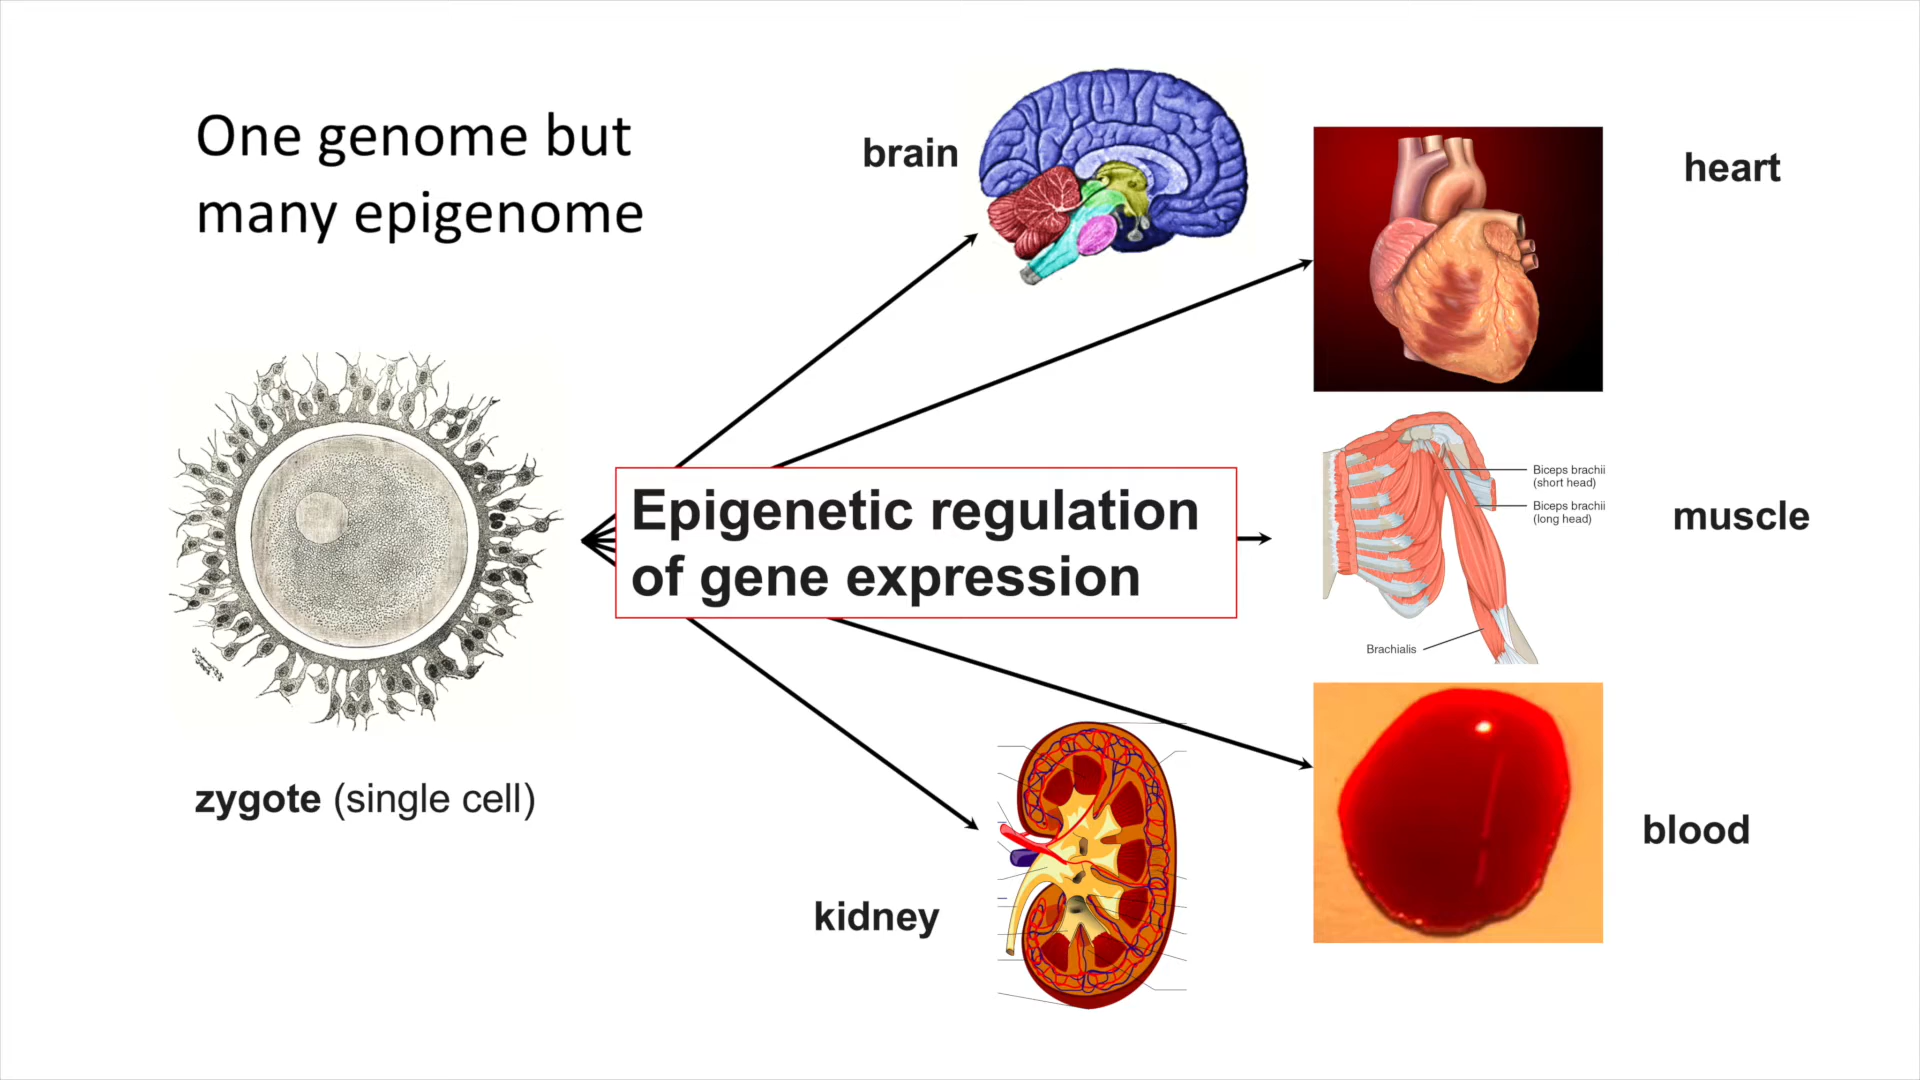 One genome but
many epigenome
brain
heart
Epigenetic regulation
of gene expression
Biceps brachii
(short head)
Biceps brachii
(long head)
muscle
Brachialis
zygote (single cell)
blood
kidney